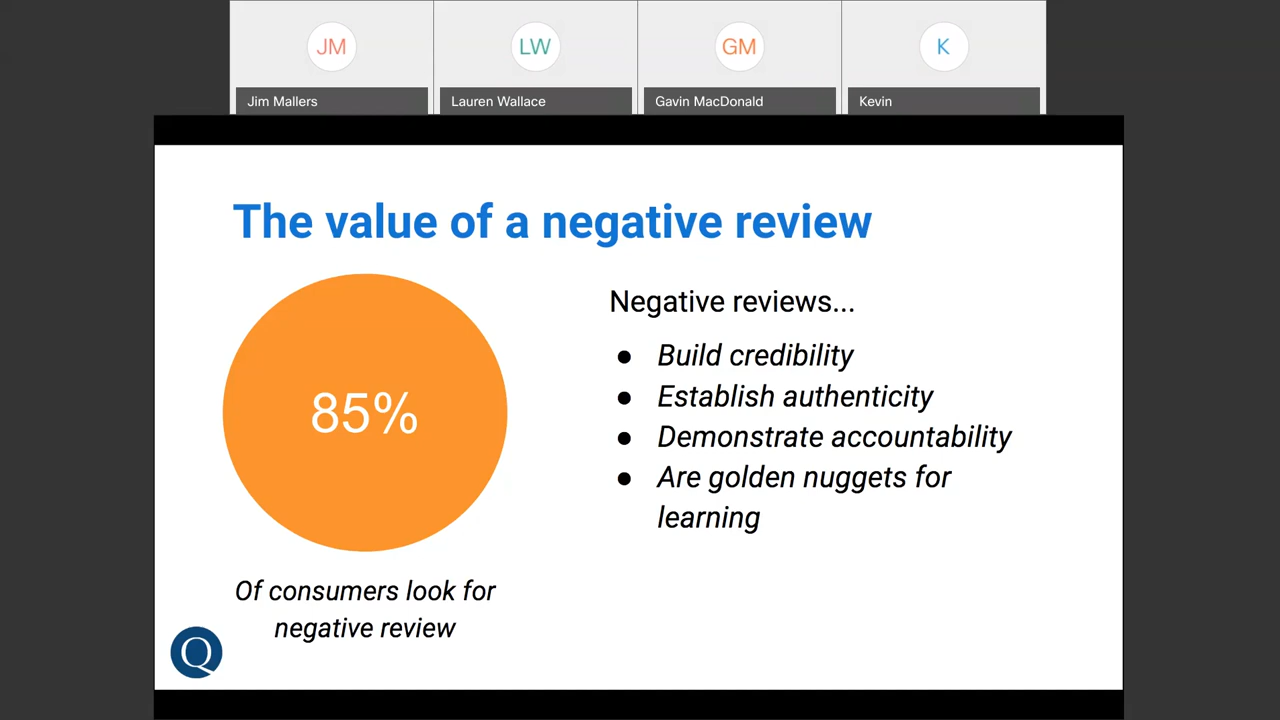 JM
LW
GM
K
Jim Mallers
Lauren Wallace
Gavin MacDonald
Kevin
The value of a negative review
85%
Of consumers look for
negative review
Negative reviews...
● Build credibility
● Establish authenticity
● Demonstrate accountability
● Are golden nuggets for
learning
Q